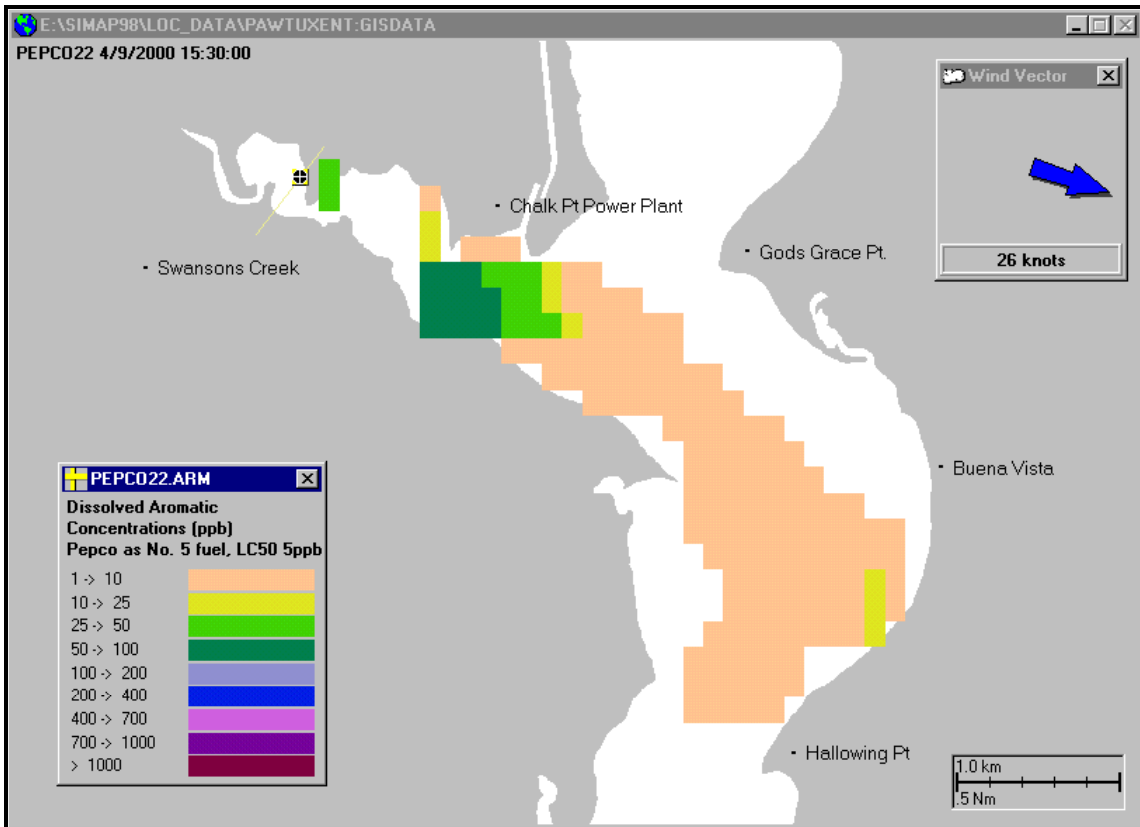 E:\SIMAP98\LOC_DATA\PAWTUXENT:GISDATA
PEPCO22 4/9/2000 15:30:00
Wind Vector
26 knots
Chalk Pt Power Plant
Gods Grace Pt.
Swansons Creek
Buena Vista
Hallowing Pt
PEPCO22.ARM
Dissolved Aromatic
Concentrations (ppb)
Pepco as No. 5 fuel, LC50 5ppb
1 -> 10
10 -> 25
25 -> 50
50 -> 100
100 -> 200
200 -> 400
400 -> 700
700 -> 1000
> 1000
1.0 km
.5 Nm